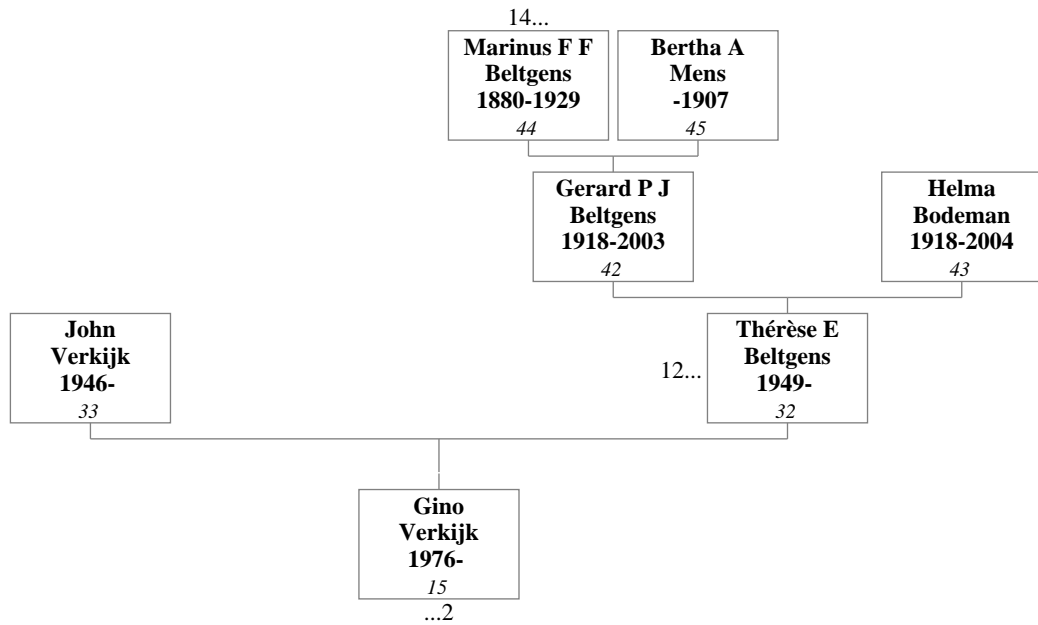 14...
Marinus F F
Beltgens
1880-1929
44
Bertha A
Mens
-1907
45
Gerard P J
Beltgens
1918-2003
42
Helma
Bodeman
1918-2004
43
John
Verkijk
1946-
33
12...
Thérèse E
Beltgens
1949-
32
Gino
Verkijk
1976-
15
...2